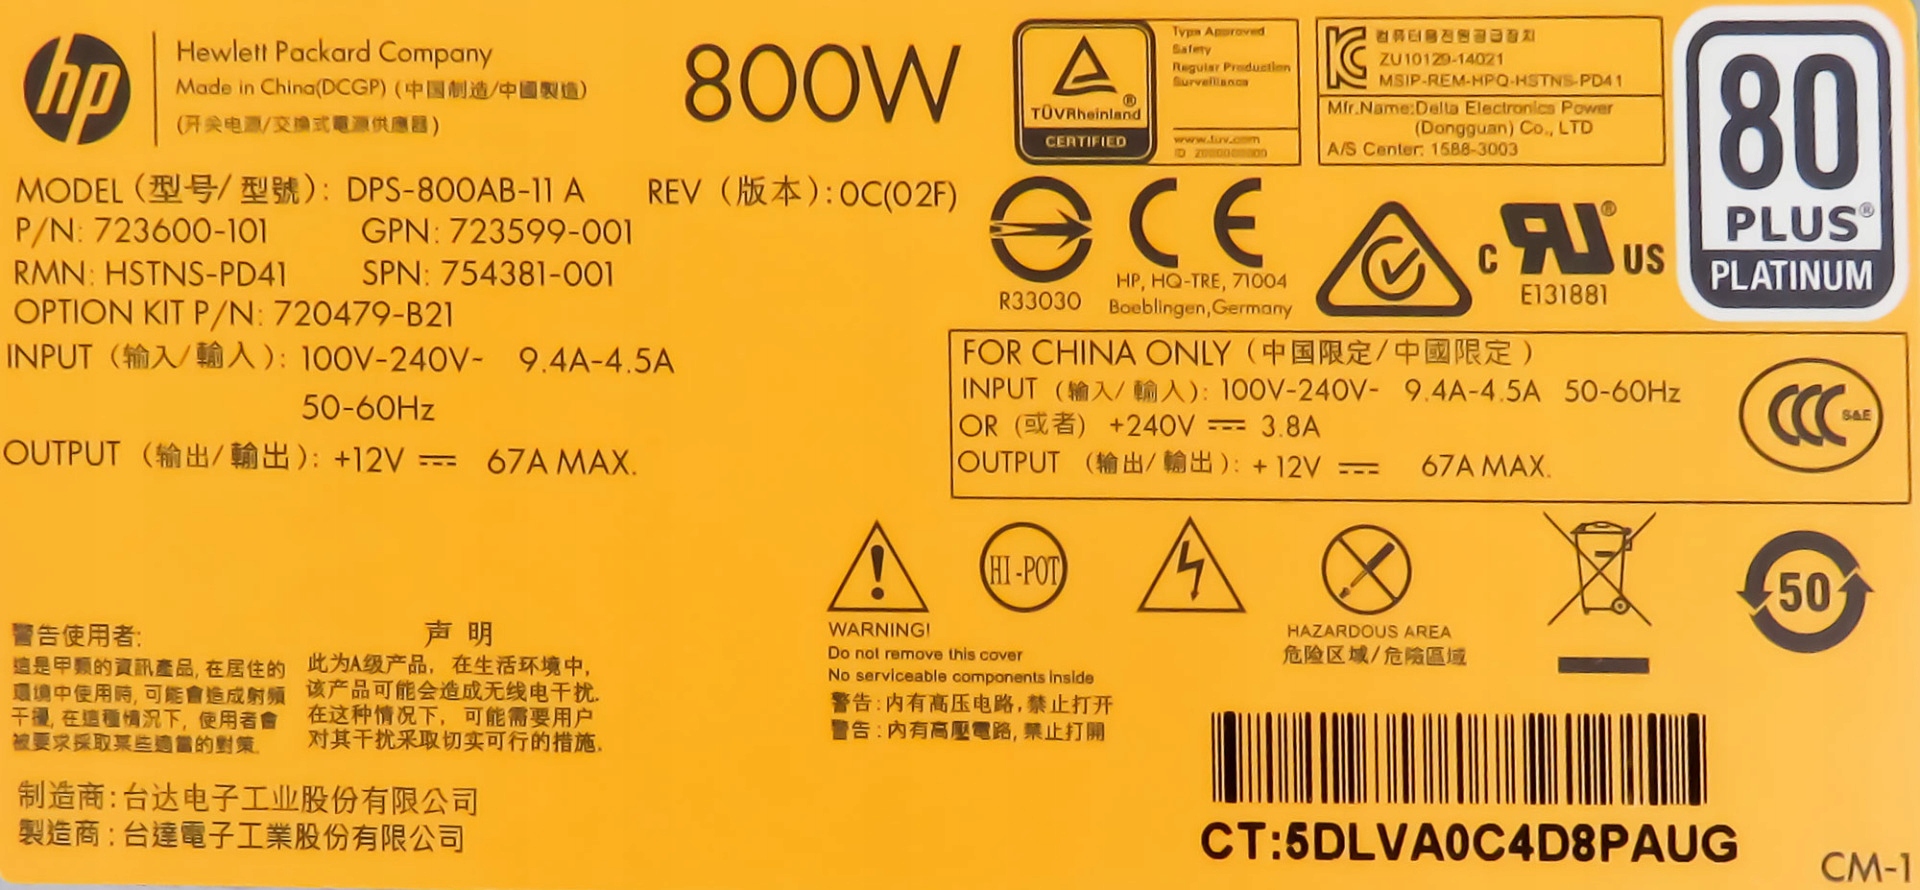 hp
Hewlett Packard Company
Made in China(DCGP) (中国制造/中國製造)
(开关电源/交換式電源供應器)
800W
MODEL (型号/型號): DPS-800AB-11 A
REV (版本):0C(02F)
P/N: 723600-101
GPN: 723599-001
RMN: HSTNS-PD41
SPN: 754381-001
OPTION KIT P/N: 720479-B21
INPUT (输入/輸入): 100V-240V~ 9.4A-4.5A
50-60Hz
OUTPUT (输出/輸出): +12V ⎓ 67A MAX.
TÜVRheinland®
CERTIFIED
Type Approved
Safety
Regular Production
Surveillance
www.tuv.com
컴퓨터용전원공급장치
ZU10129-14021
MSIP-REM-HPQ-HSTNS-PD41
Mfr.Name:Delta Electronics Power
(Dongguan) Co., LTD
A/S Center: 1588-3003
80
PLUS®
PLATINUM
R33030
CE
HP, HQ-TRE, 71004
Boeblingen,Germany
C RU® US
E131881
FOR CHINA ONLY (中国限定/中國限定)
INPUT (输入/輸入): 100V-240V~ 9.4A-4.5A 50-60Hz
OR (或者) +240V ⎓ 3.8A
OUTPUT (输出/輸出): +12V ⎓ 67A MAX.
CCC S&E
HI-POT
50
WARNING!
Do not remove this cover
No serviceable components inside
警告:内有高压电路,禁止打开
警告:內有高壓電路,禁止打開
HAZARDOUS AREA
危险区域/危險區域
警告使用者:
這是甲類的資訊產品,在居住的
環境中使用時,可能會造成射頻
干擾,在這種情況下,使用者會
被要求採取某些適當的對策.
声 明
此为A级产品，在生活环境中,
该产品可能会造成无线电干扰.
在这种情况下，可能需要用户
对其干扰采取切实可行的措施.
制造商:台达电子工业股份有限公司
製造商:台達電子工業股份有限公司
CT:5DLVA0C4D8PAUG
CM-1